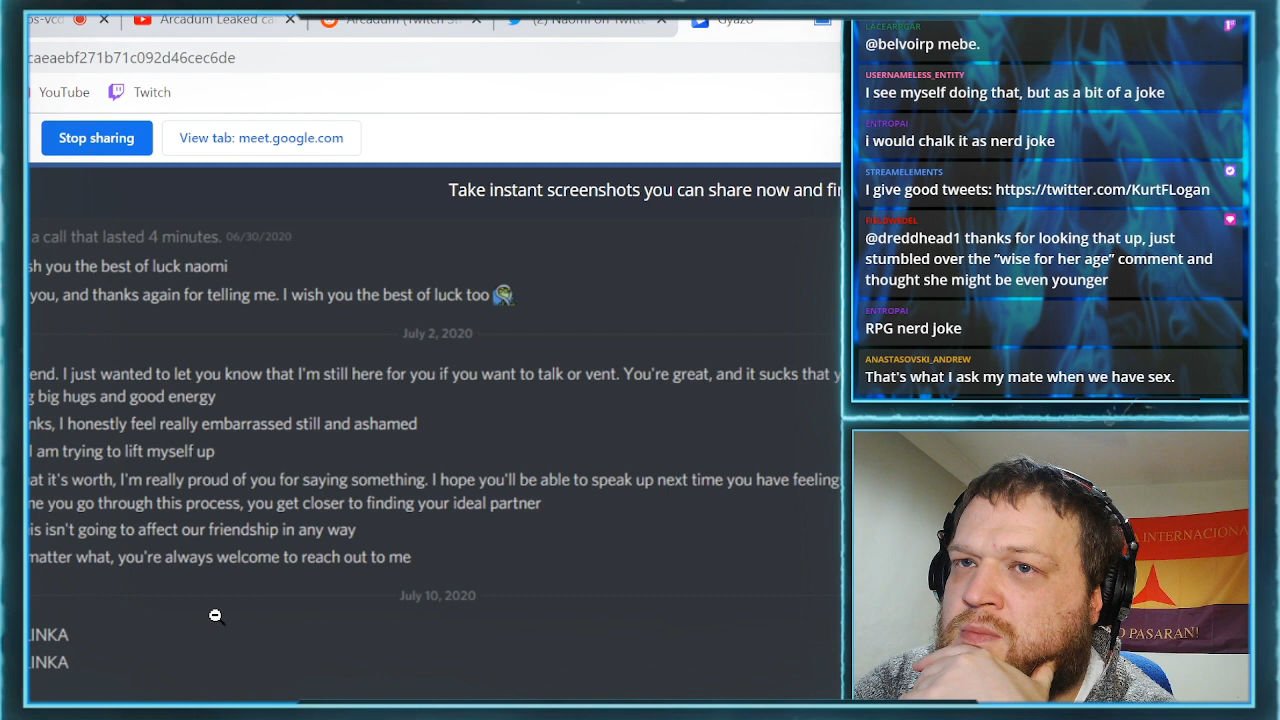 os-Vcd
Arcadum Leaked ca
Arcadum (Twitch St
(2) Naomi on Twitte
Gyazo
caeaebf271b71c092d46cec6de
YouTube
Twitch
Stop sharing
View tab: meet.google.com
Take instant screenshots you can share now and fin
a call that lasted 4 minutes. 06/30/2020
sh you the best of luck naomi
you, and thanks again for telling me. I wish you the best of luck too
July 2, 2020
end. I just wanted to let you know that I'm still here for you if you want to talk or vent. You're great, and it sucks that y
g big hugs and good energy
nks, I honestly feel really embarrassed still and ashamed
I am trying to lift myself up
at it's worth, I'm really proud of you for saying something. I hope you'll be able to speak up next time you have feeling
ne you go through this process, you get closer to finding your ideal partner
is isn't going to affect our friendship in any way
matter what, you're always welcome to reach out to me
July 10, 2020
INKA
INKA
@belvoirp mebe.
USERNAMELESS_ENTITY
I see myself doing that, but as a bit of a joke
ENTROPAI
i would chalk it as nerd joke
STREAMELEMENTS
I give good tweets: https://twitter.com/KurtFLogan
@dreddhead1 thanks for looking that up, just
stumbled over the “wise for her age” comment and
thought she might be even younger
ENTROPAI
RPG nerd joke
ANASTASOVSKI_ANDREW
That's what I ask my mate when we have sex.
INTERNACIONA
PASARAN!